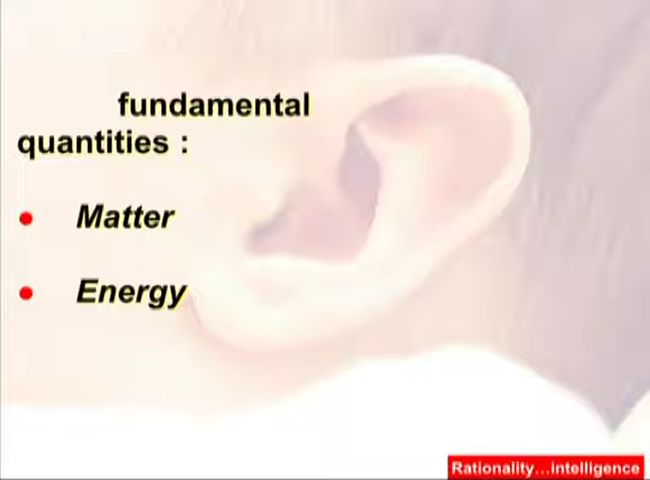 fundamental
quantities :
• Matter
• Energy
Rationality...intelligence